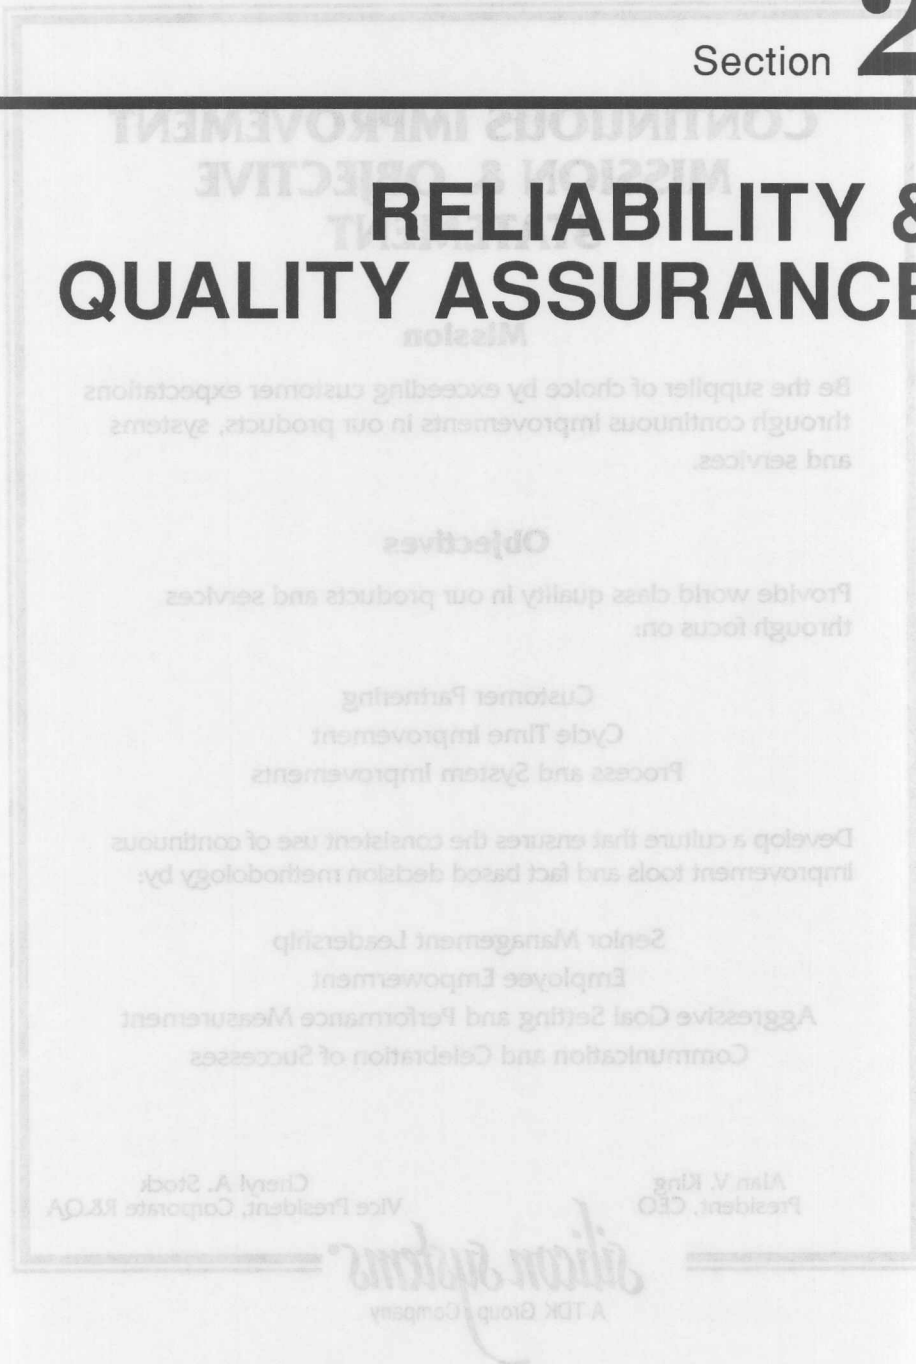 Section 2
RELIABILITY &
QUALITY ASSURANCE
CONTINUOUS IMPROVEMENT
MISSION & OBJECTIVE
STATEMENT
Mission
Be the supplier of choice by exceeding customer expectations
through continuous improvements in our products, systems
and services.
Objectives
Provide world class quality in our products and services
through focus on:
Customer Partnering
Cycle Time Improvement
Process and System Improvements
Develop a culture that ensures the consistent use of continuous
improvement tools and fact based decision methodology by:
Senior Management Leadership
Employee Empowerment
Aggressive Goal Setting and Performance Measurement
Communication and Celebration of Successes
Alan V. King
President, CEO
Cheryl A. Stock
Vice President, Corporate R&QA
silicon systems®
A TDK Group Company